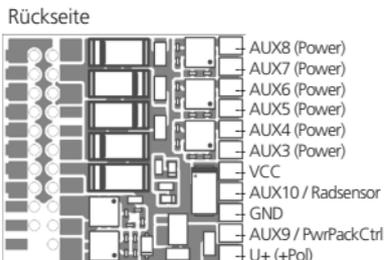 Rückseite
AUX8 (Power)
AUX7 (Power)
AUX6 (Power)
AUX5 (Power)
AUX4 (Power)
AUX3 (Power)
VCC
AUX10 / Radsensor
GND
AUX9 / PwrPackCtrl
U+ (+Pol)